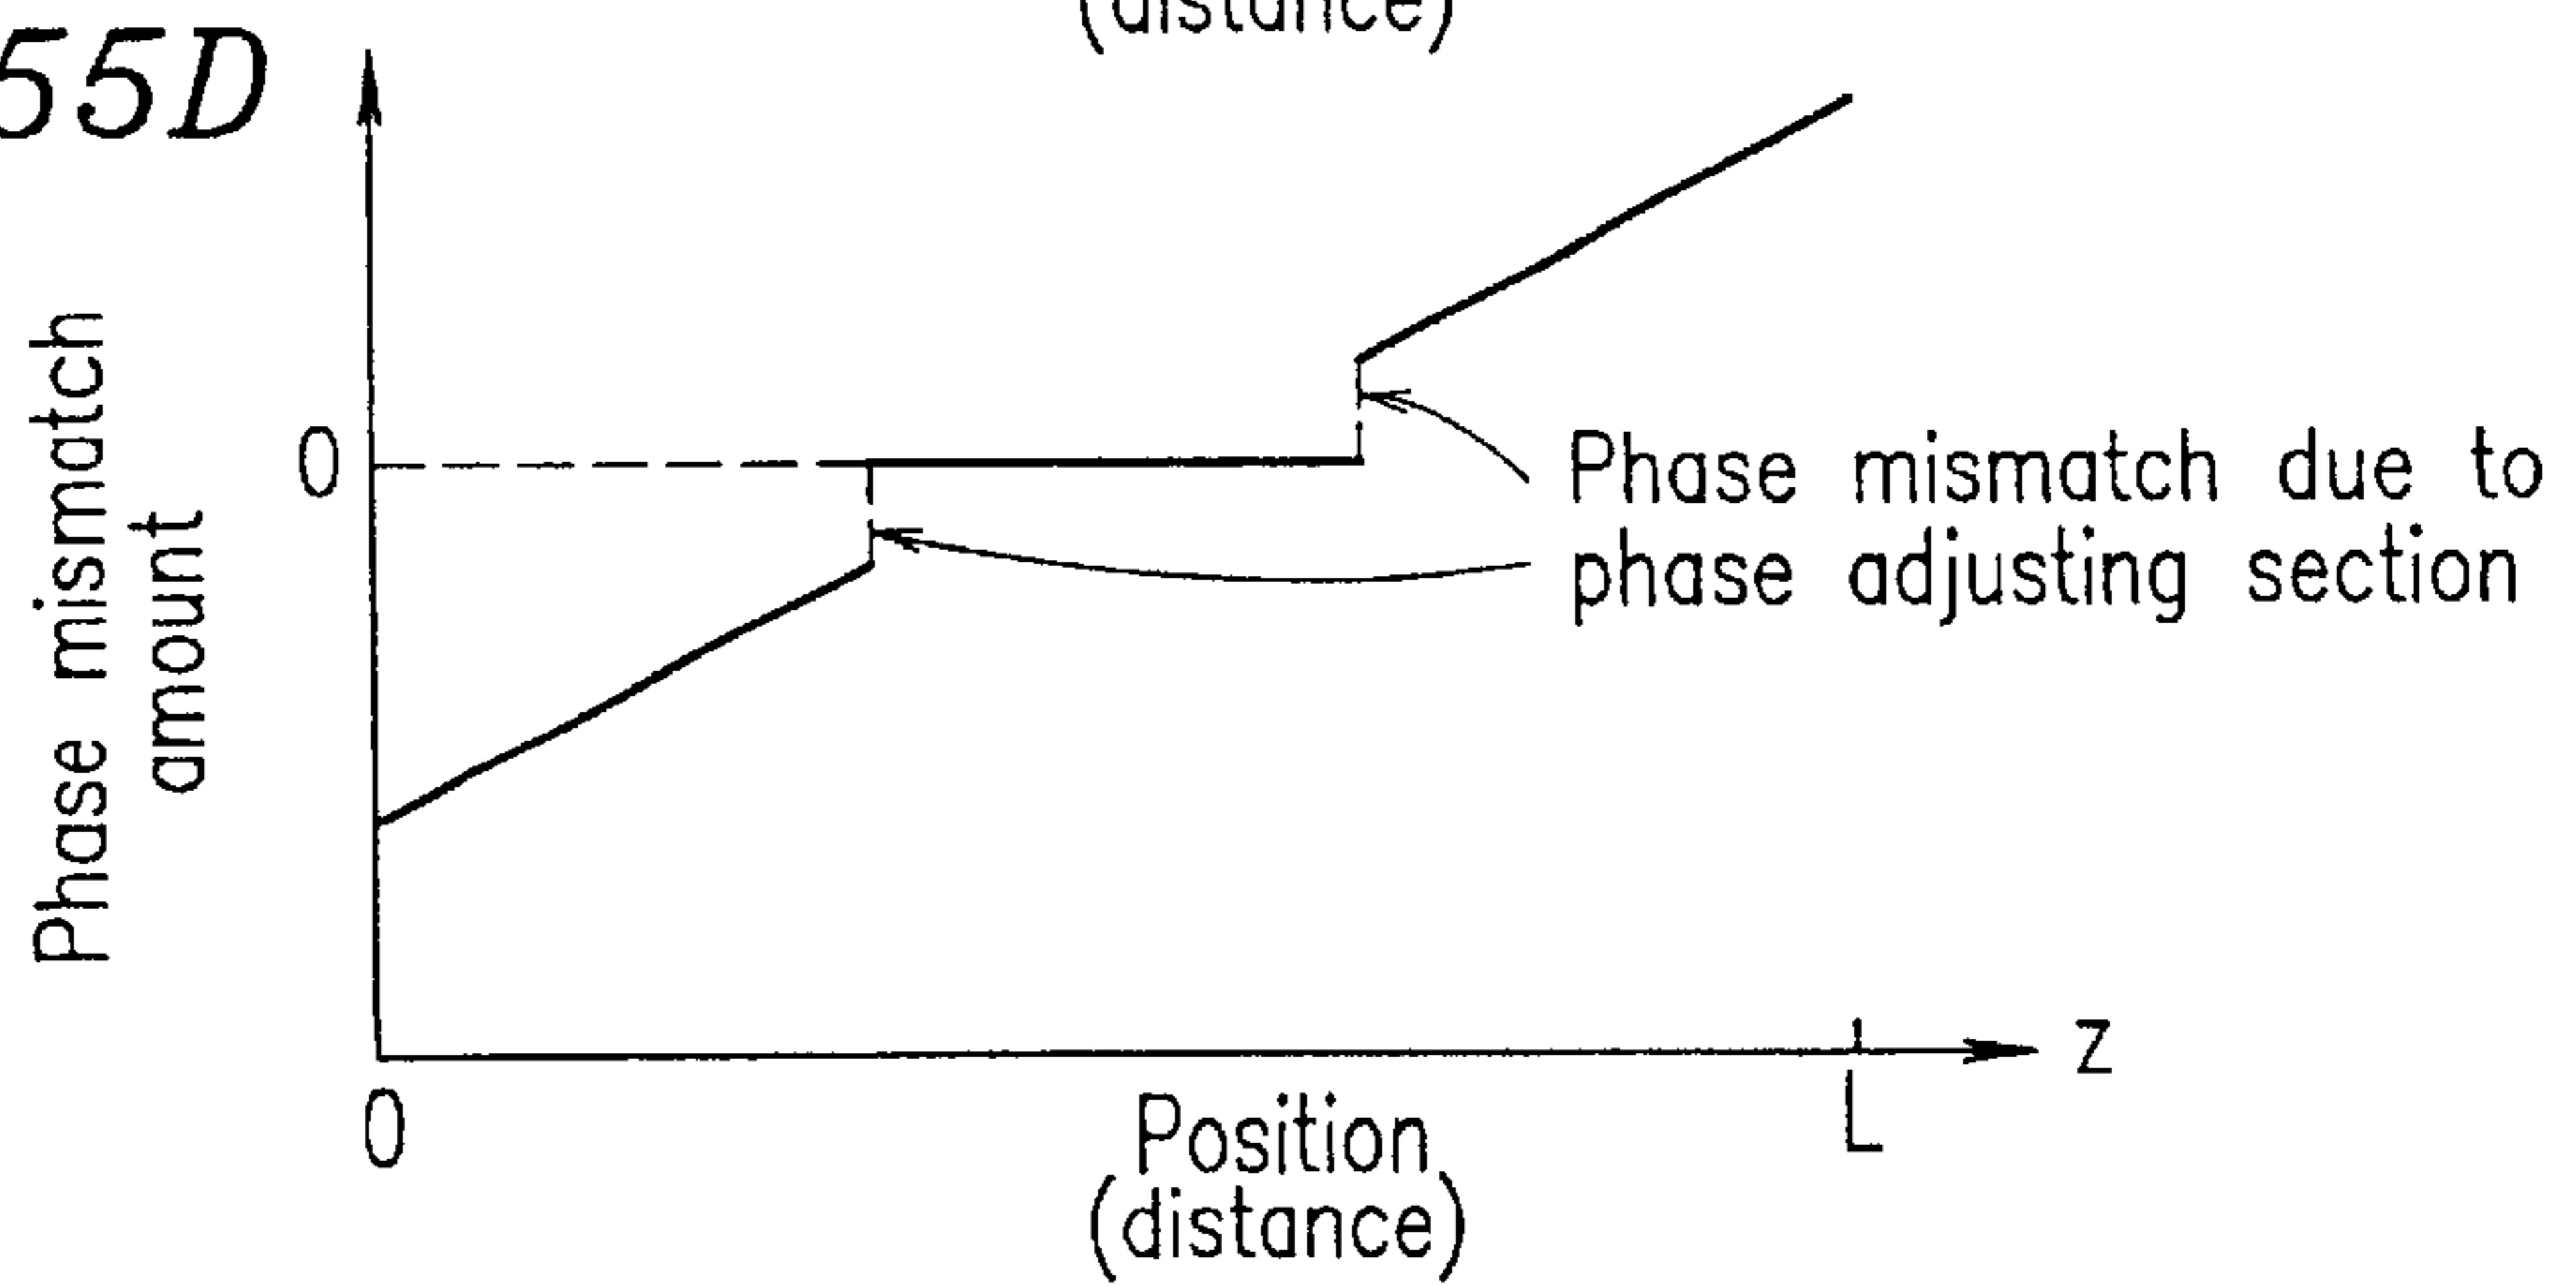 (distance)
55D
Phase mismatch
amount
0
Phase mismatch due to
phase adjusting section
z
0
L
Position
(distance)